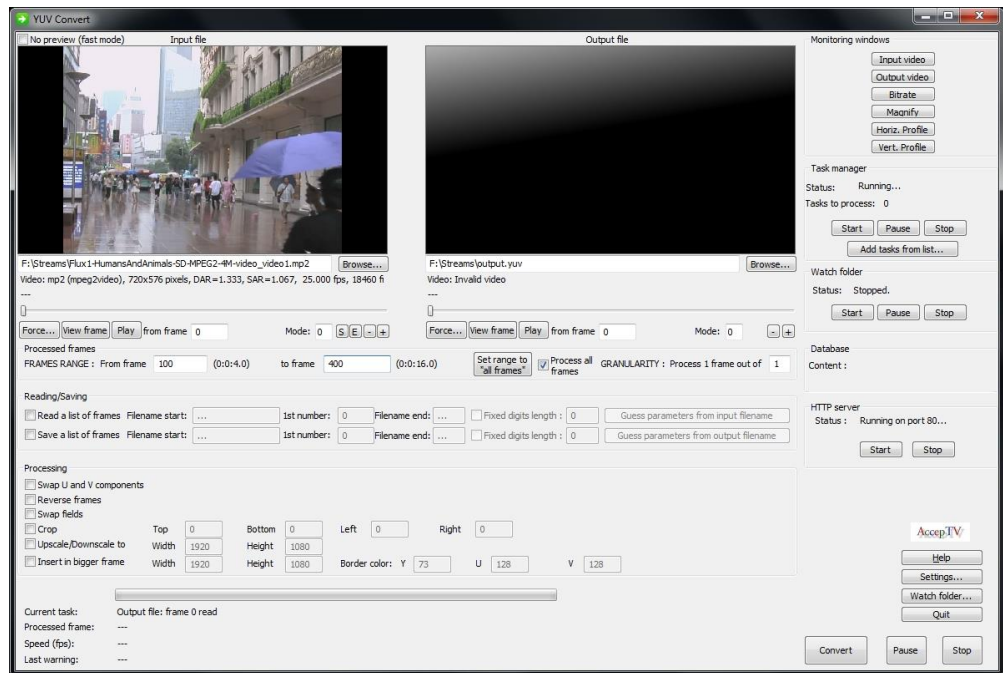 YUV Convert
No preview (fast mode) Input file
Output file
F:\Streams\Flux1-HumansAndAnimals-SD-MPEG2-4M-video_video1.mp2 Browse...
Video: mp2 (mpeg2video), 720x576 pixels, DAR=1.333, SAR=1.067, 25.000 fps, 18460 fi
---
Force... View frame Play from frame 0 Mode: 0 S E - +
F:\Streams\output.yuv Browse...
Video: Invalid video
---
Force... View frame Play from frame 0 Mode: 0 - +
Processed frames
FRAMES RANGE : From frame 100 (0:0:4.0) to frame 400 (0:0:16.0) Set range to "all frames" Process all frames GRANULARITY : Process 1 frame out of 1
Reading/Saving
Read a list of frames Filename start: ... 1st number: 0 Filename end: ... Fixed digits length : 0 Guess parameters from input filename
Save a list of frames Filename start: ... 1st number: 0 Filename end: ... Fixed digits length : 0 Guess parameters from output filename
Processing
Swap U and V components
Reverse frames
Swap fields
Crop Top 0 Bottom 0 Left 0 Right 0
Upscale/Downscale to Width 1920 Height 1080
Insert in bigger frame Width 1920 Height 1080 Border color: Y 73 U 128 V 128
Current task: Output file: frame 0 read
Processed frame: ---
Speed (fps): ---
Last warning: ---
Monitoring windows
Input video
Output video
Bitrate
Magnify
Horiz. Profile
Vert. Profile
Task manager
Status: Running...
Tasks to process: 0
Start Pause Stop
Add tasks from list...
Watch folder
Status: Stopped.
Start Pause Stop
Database
Content :
HTTP server
Status : Running on port 80...
Start Stop
AccepTV
Help
Settings...
Watch folder...
Quit
Convert Pause Stop